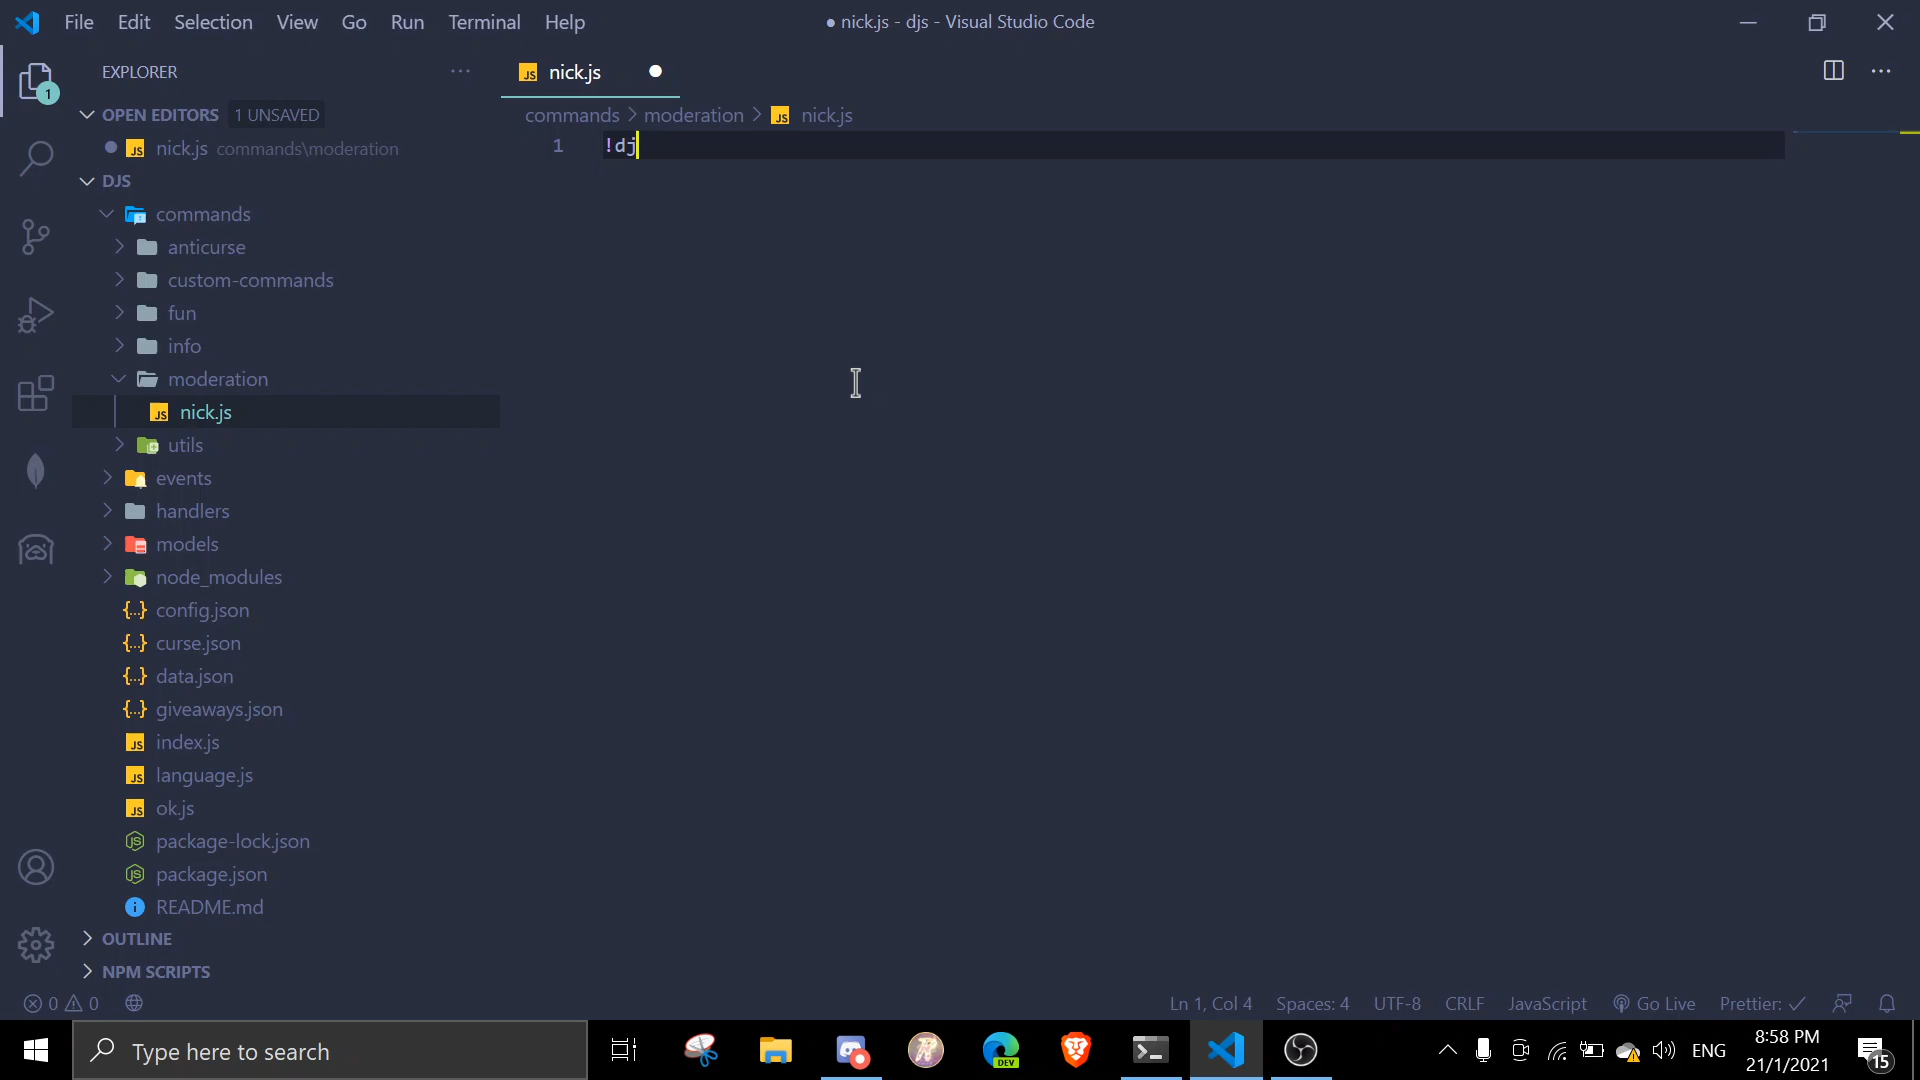 File Edit Selection View Go Run Terminal Help
● nick.js - djs - Visual Studio Code
EXPLORER
1
OPEN EDITORS 1 UNSAVED
nick.js commands\moderation
DJS
commands
anticurse
custom-commands
fun
info
moderation
nick.js
utils
events
handlers
models
node_modules
config.json
curse.json
data.json
giveaways.json
index.js
language.js
ok.js
package-lock.json
package.json
README.md
OUTLINE
NPM SCRIPTS
JS nick.js
commands > moderation > JS nick.js
1 !dj
0 0
Ln 1, Col 4 Spaces: 4 UTF-8 CRLF JavaScript Go Live Prettier: ✓
Type here to search
DEV
ENG
8:58 PM
21/1/2021
15